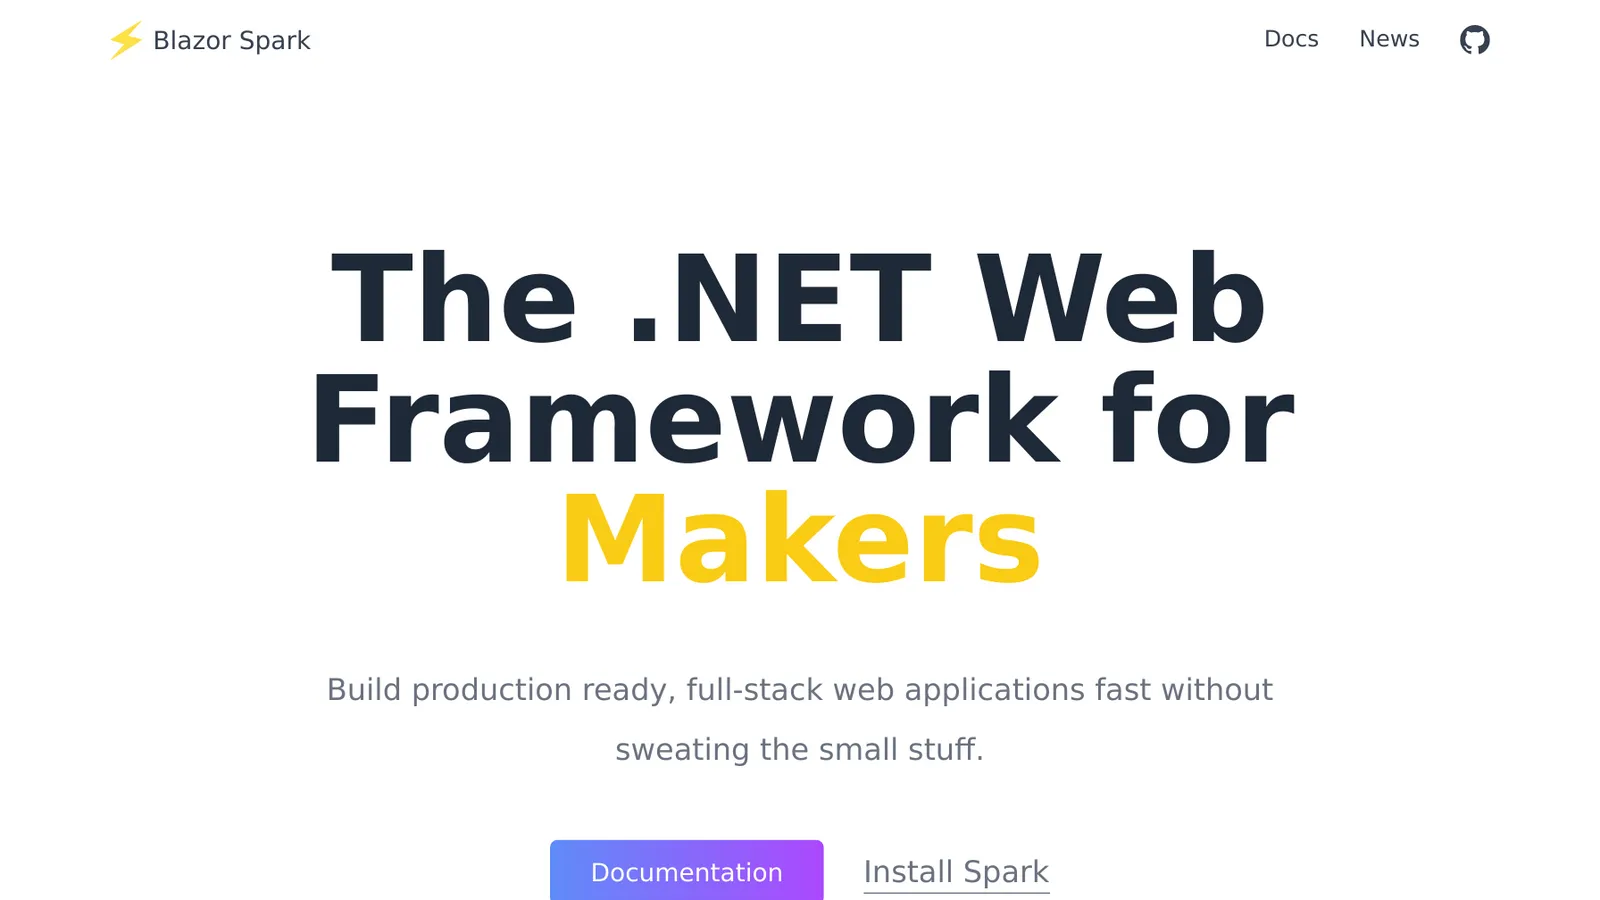 Blazor Spark
Docs
News
The .NET Web
Framework for
Makers
Build production ready, full-stack web applications fast without
sweating the small stuff.
Documentation
Install Spark